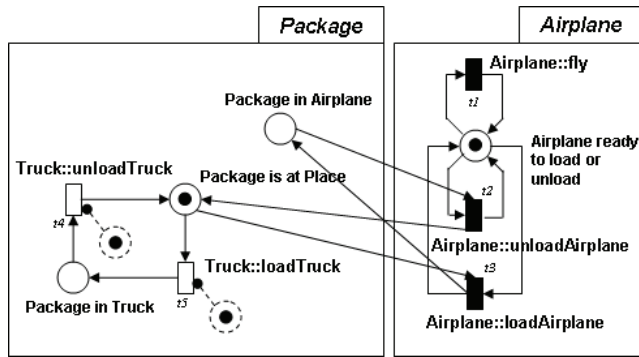 Package
Airplane
Airplane::fly
t1
Package in Airplane
Airplane ready
to load or
unload
Truck::unloadTruck
Package is at Place
t2
t4
Airplane::unloadAirplane
Truck::loadTruck
t3
Package in Truck
t5
Airplane::loadAirplane